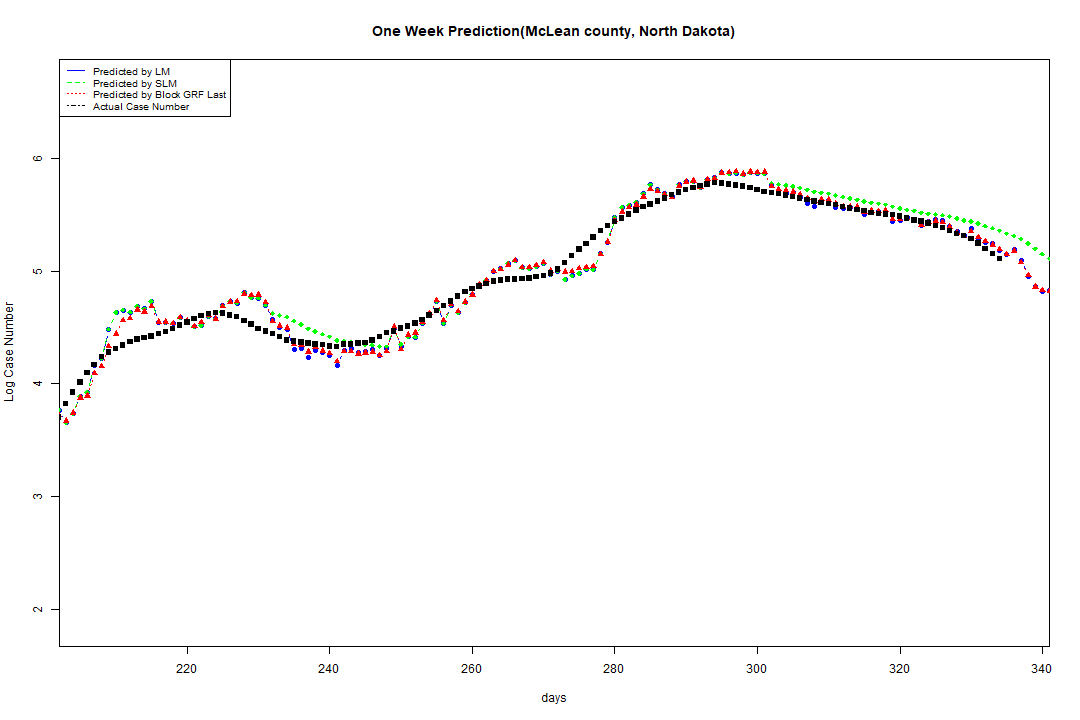 One Week Prediction(McLean county, North Dakota)
Predicted by LM
Predicted by SLM
Predicted by Block GRF Last
Actual Case Number
6
5
4
3
2
Log Case Number
220 240 260 280 300 320 340
days